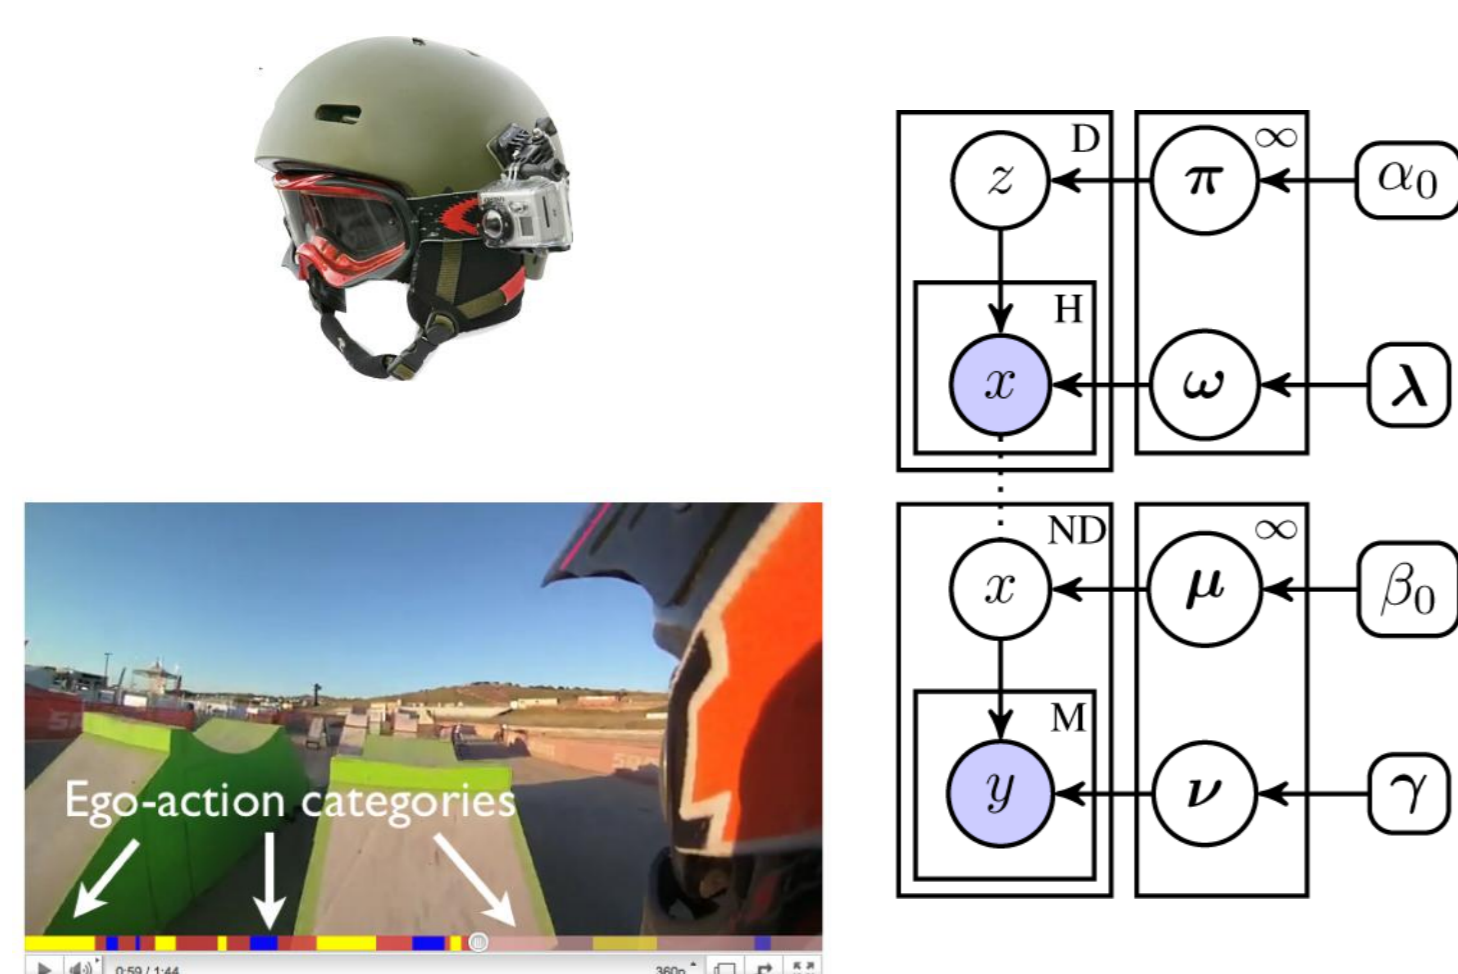 D
∞
z
π
α₀
H
x
ω
λ
ND
∞
x
μ
β₀
M
y
ν
γ
Ego-action categories
0:59 / 1:44
360p